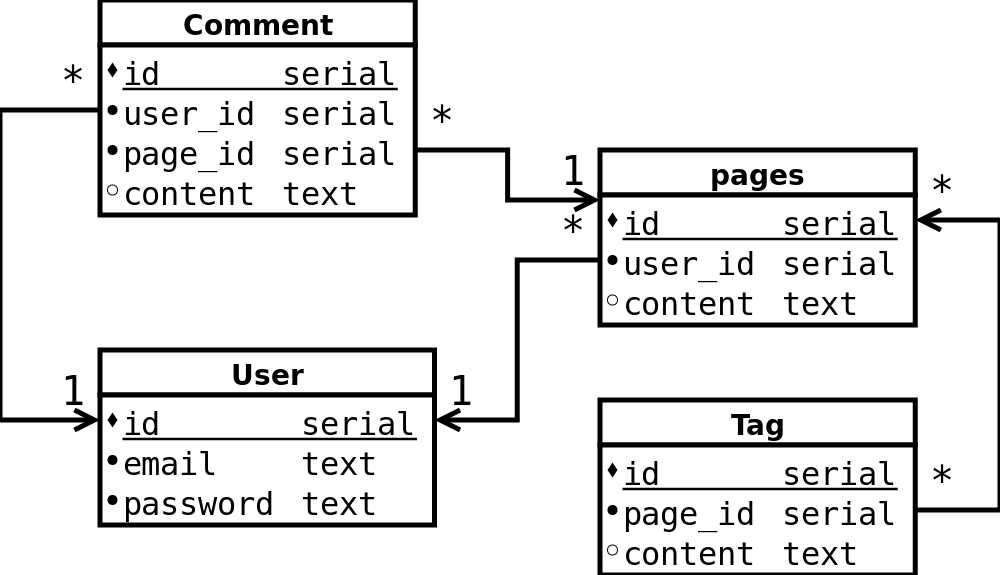 Comment
id serial
user_id serial
page_id serial
content text
*
*
1
pages
id serial
user_id serial
content text
*
*
User
id serial
email text
password text
1
1
Tag
id serial
page_id serial
content text
*